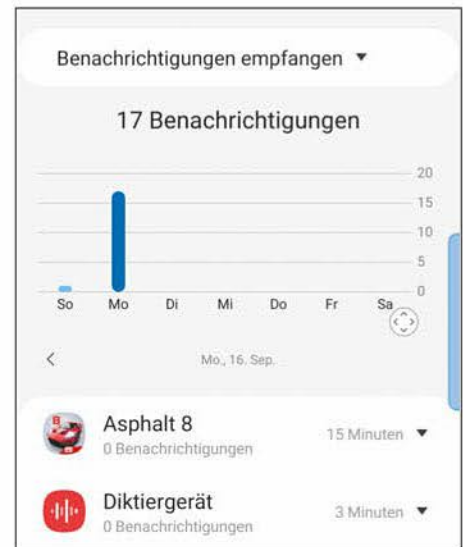 Benachrichtigungen empfangen ▼
17 Benachrichtigungen
20
15
10
5
0
So Mo Di Mi Do Fr Sa
< Mo., 16. Sep.
Asphalt 8
0 Benachrichtigungen
15 Minuten ▼
Diktiergerät
0 Benachrichtigungen
3 Minuten ▼